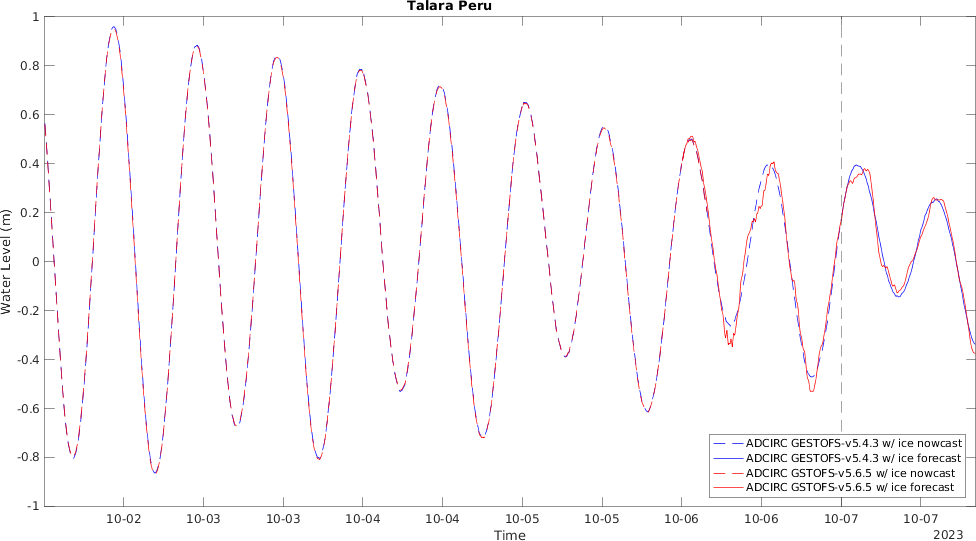 Talara Peru
1
0.8
0.6
0.4
0.2
0
-0.2
-0.4
-0.6
-0.8
-1
Water Level (m)
10-02 10-03 10-03 10-04 10-04 10-05 10-05 10-06 10-06 10-07 10-07
Time
2023
ADCIRC GESTOFS-v5.4.3 w/ ice nowcast
ADCIRC GESTOFS-v5.4.3 w/ ice forecast
ADCIRC GSTOFS-v5.6.5 w/ ice nowcast
ADCIRC GSTOFS-v5.6.5 w/ ice forecast